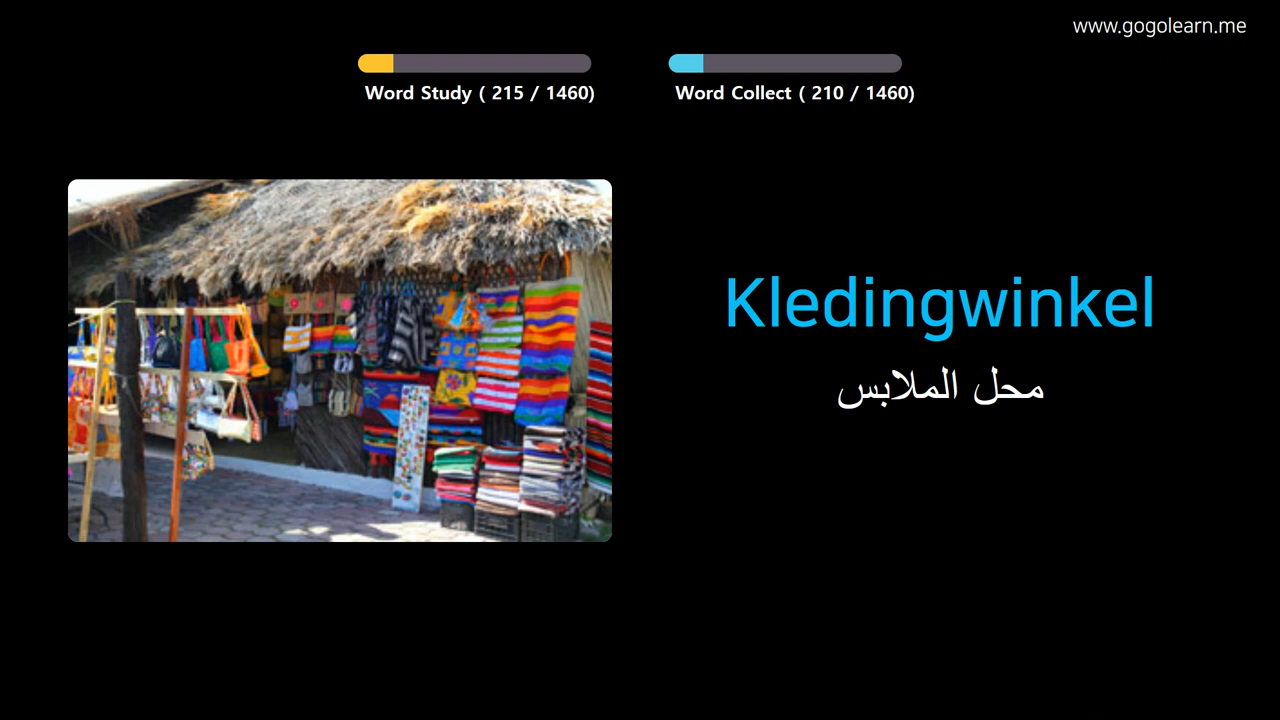 www.gogolearn.me
Word Study ( 215 / 1460)
Word Collect ( 210 / 1460)
Kledingwinkel
محل الملابس